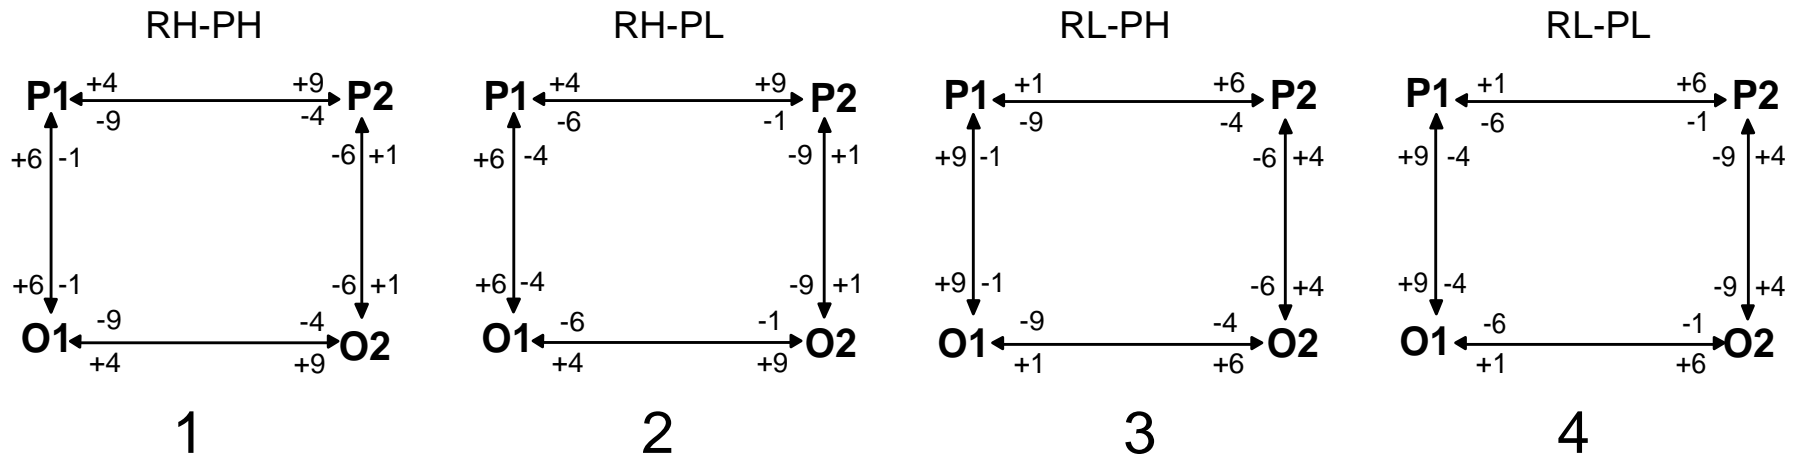 RH-PH RH-PL RL-PH RL-PL
P1 +4 +9 P2 P1 +4 +9 P2 P1 +1 +6 P2 P1 +1 +6 P2
-9 -4 -6 -1 -9 -4 -6 -1
+6 -1 -6 +1 +6 -4 -9 +1 +9 -1 -6 +4 +9 -4 -9 +4
+6 -1 -6 +1 +6 -4 -9 +1 +9 -1 -6 +4 +9 -4 -9 +4
-9 -4 -6 -1 -9 -4 -6 -1
O1 O2 O1 O2 O1 O2 O1 O2
+4 +9 +4 +9 +1 +6 +1 +6
1 2 3 4